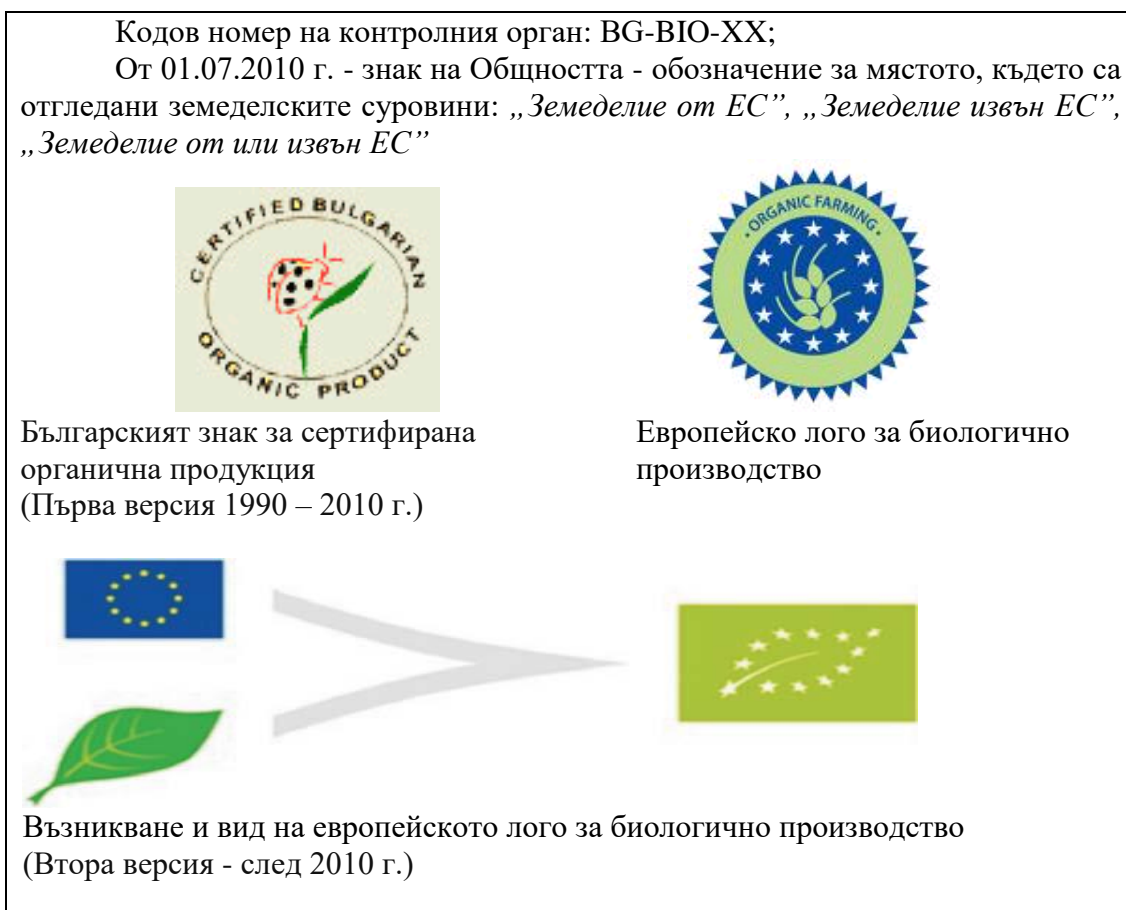 Кодов номер на контролния орган: BG-BIO-XX;
От 01.07.2010 г. - знак на Общността - обозначение за мястото, където са
отгледани земеделските суровини: „Земеделие от ЕС”, „Земеделие извън ЕС”,
„Земеделие от или извън ЕС”
CERTIFIED BULGARIAN
ORGANIC PRODUCT
• ORGANIC FARMING •
Българският знак за сертифирана
органична продукция
(Първа версия 1990 – 2010 г.)
Европейско лого за биологично
производство
Възникване и вид на европейското лого за биологично производство
(Втора версия - след 2010 г.)